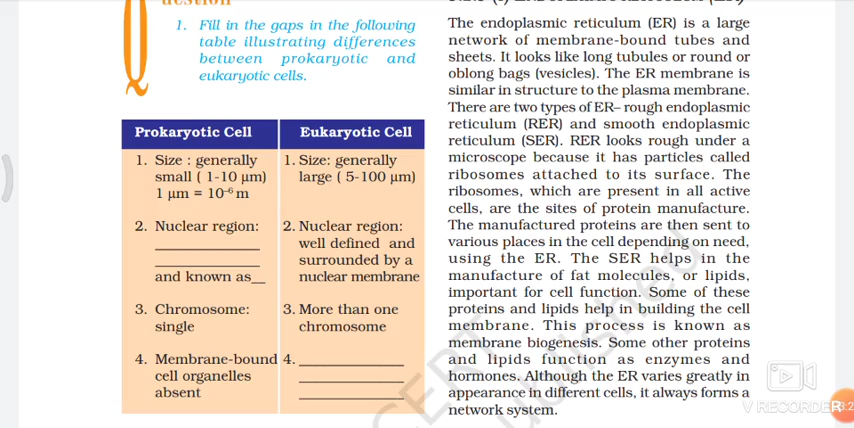 uestion
1. Fill in the gaps in the following
table illustrating differences
between prokaryotic and
eukaryotic cells.
Q
Prokaryotic Cell
Eukaryotic Cell
1. Size : generally
small ( 1-10 µm)
1 µm = 10⁻⁶ m
1. Size: generally
large ( 5-100 µm)
2. Nuclear region:
_______________
_______________
and known as__
2. Nuclear region:
well defined and
surrounded by a
nuclear membrane
3. Chromosome:
single
3. More than one
chromosome
4. Membrane-bound
cell organelles
absent
4. _______________
_______________
_______________
The endoplasmic reticulum (ER) is a large
network of membrane-bound tubes and
sheets. It looks like long tubules or round or
oblong bags (vesicles). The ER membrane is
similar in structure to the plasma membrane.
There are two types of ER– rough endoplasmic
reticulum (RER) and smooth endoplasmic
reticulum (SER). RER looks rough under a
microscope because it has particles called
ribosomes attached to its surface. The
ribosomes, which are present in all active
cells, are the sites of protein manufacture.
The manufactured proteins are then sent to
various places in the cell depending on need,
using the ER. The SER helps in the
manufacture of fat molecules, or lipids,
important for cell function. Some of these
proteins and lipids help in building the cell
membrane. This process is known as
membrane biogenesis. Some other proteins
and lipids function as enzymes and
hormones. Although the ER varies greatly in
appearance in different cells, it always forms a
network system.
V RECORDER